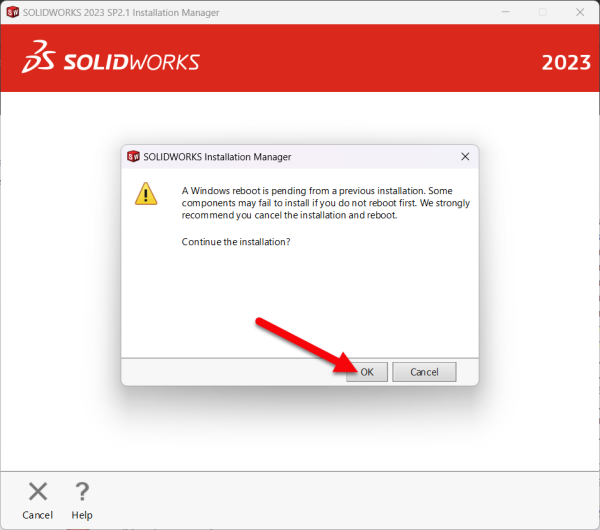 SOLIDWORKS 2023 SP2.1 Installation Manager
SOLIDWORKS
2023
SOLIDWORKS Installation Manager
A Windows reboot is pending from a previous installation. Some
components may fail to install if you do not reboot first. We strongly
recommend you cancel the installation and reboot.
Continue the installation?
OK
Cancel
Cancel
Help